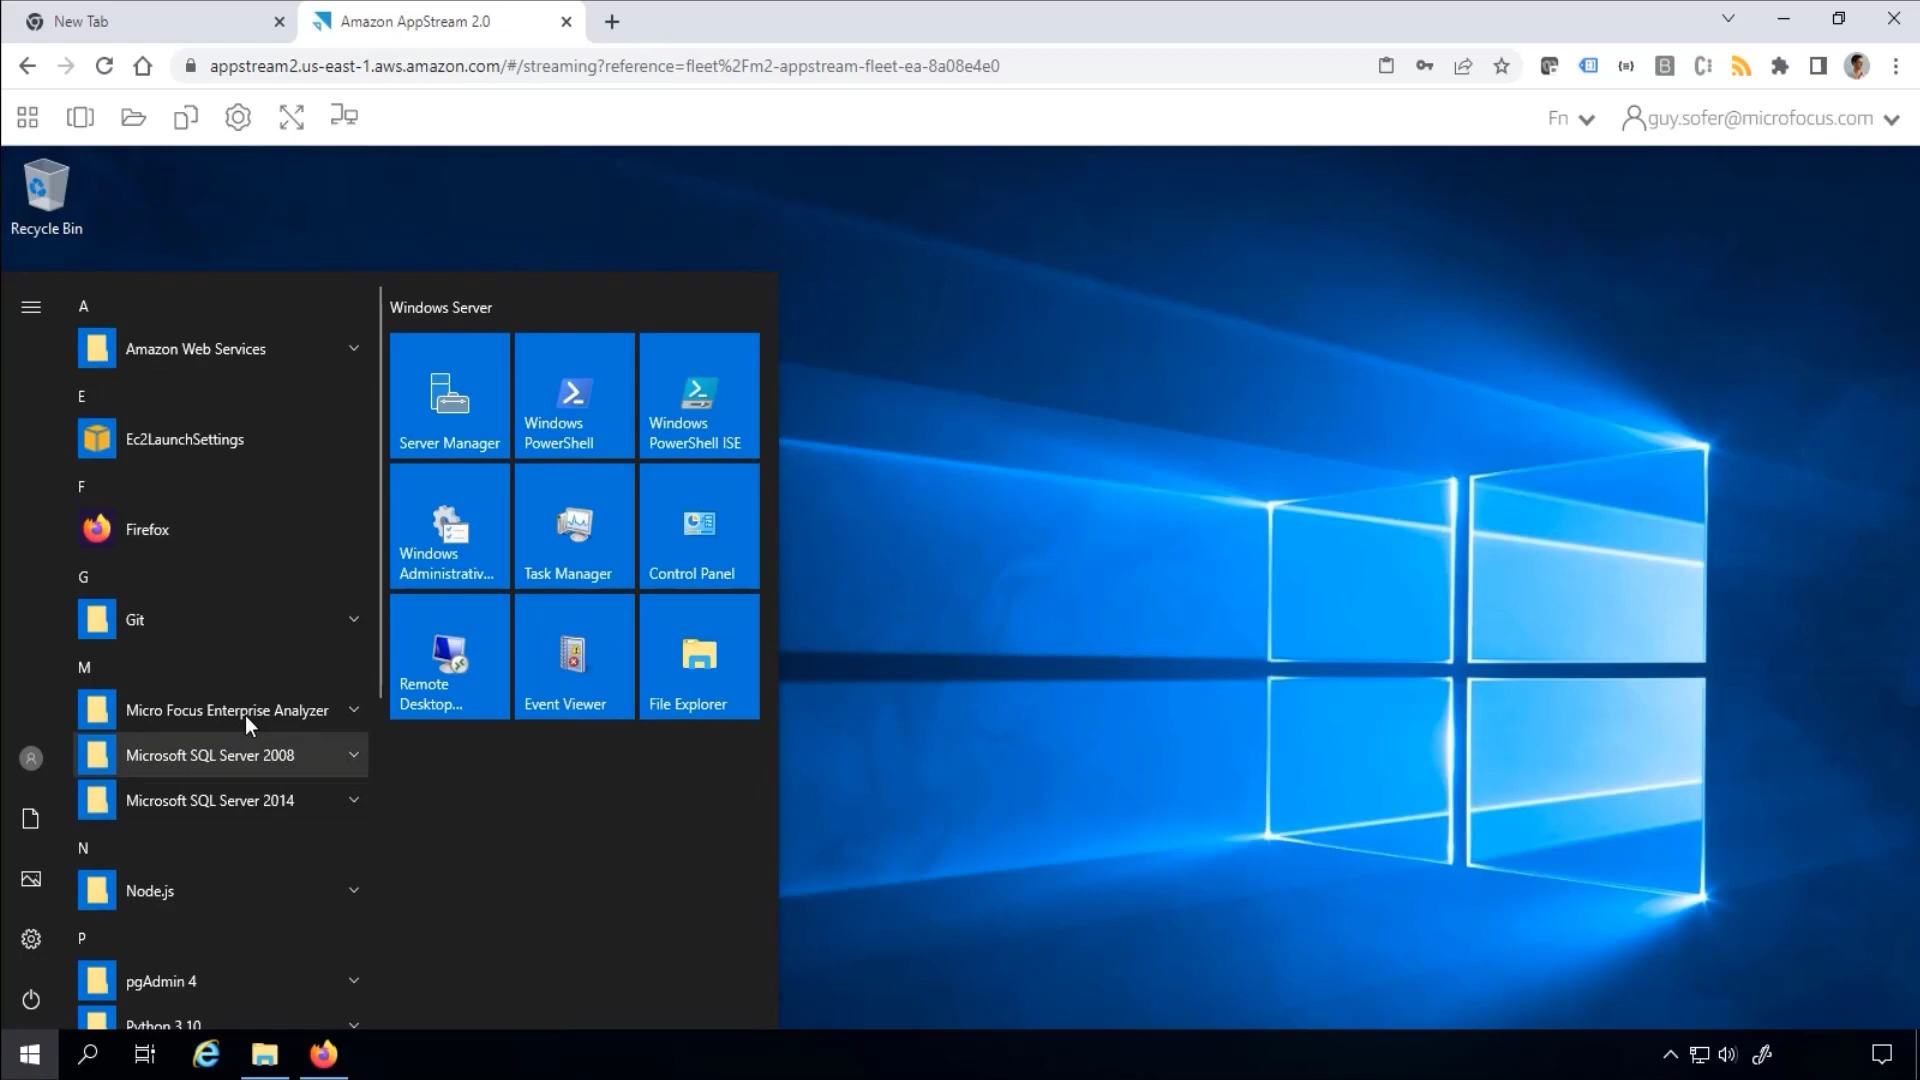 New Tab
Amazon AppStream 2.0
appstream2.us-east-1.aws.amazon.com/#/streaming?reference=fleet%2Fm2-appstream-fleet-ea-8a08e4e0
Fn
guy.sofer@microfocus.com
Recycle Bin
A
Amazon Web Services
E
Ec2LaunchSettings
F
Firefox
G
Git
M
Micro Focus Enterprise Analyzer
Microsoft SQL Server 2008
Microsoft SQL Server 2014
N
Node.js
P
pgAdmin 4
Python 3.10
Windows Server
Server Manager
Windows
PowerShell
Windows
PowerShell ISE
Windows
Administrativ...
Task Manager
Control Panel
Remote
Desktop...
Event Viewer
File Explorer